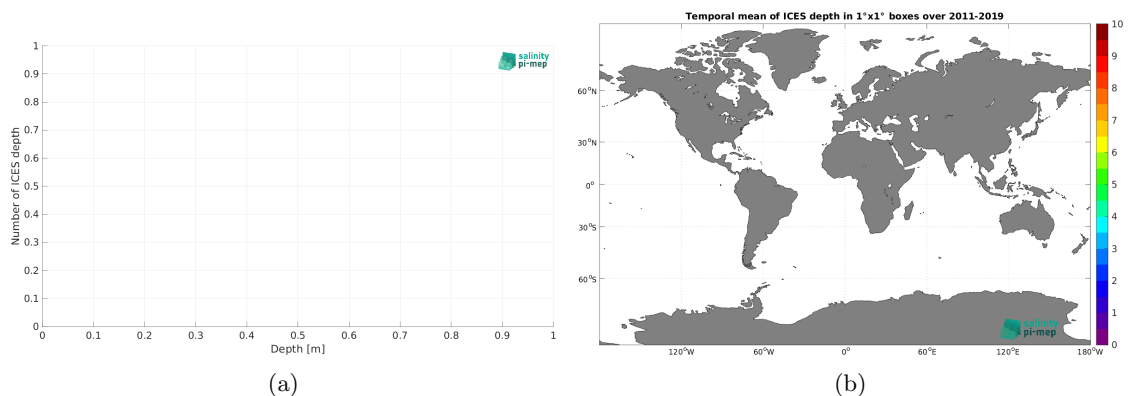 Temporal mean of ICES depth in 1°x1° boxes over 2011-2019
1
0.9
0.8
0.7
0.6
0.5
0.4
0.3
0.2
0.1
0
Number of ICES depth
0 0.1 0.2 0.3 0.4 0.5 0.6 0.7 0.8 0.9 1
Depth [m]
salinity
pi-mep
60°N
30°N
0°
30°S
60°S
120°W 60°W 0° 60°E 120°E 180°W
salinity
pi-mep
10
9
8
7
6
5
4
3
2
1
0
(a) (b)